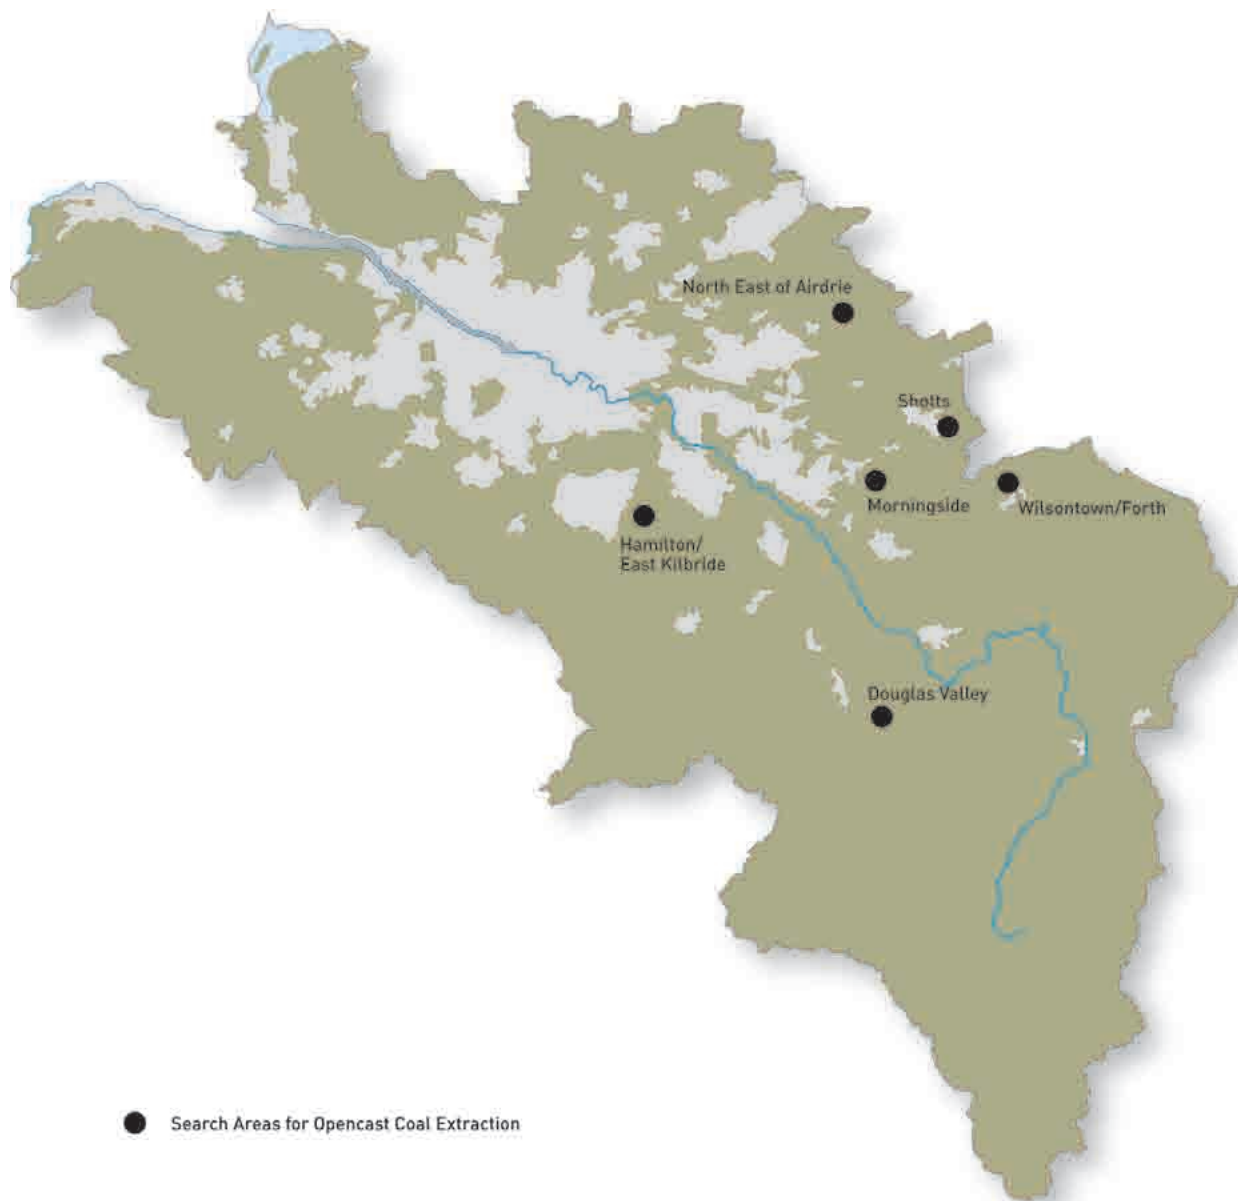 North East of Airdrie
Shotts
Morningside
Wilsontown/Forth
Hamilton/
East Kilbride
Douglas Valley
Search Areas for Opencast Coal Extraction